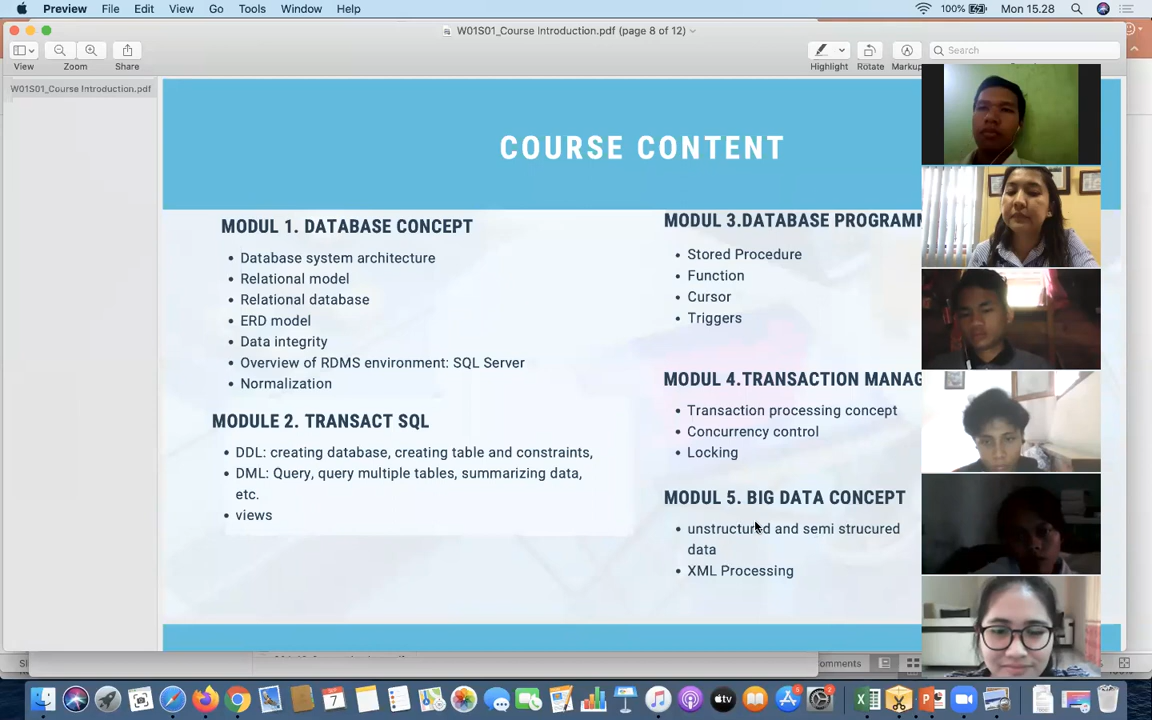 Preview File Edit View Go Tools Window Help
100% Mon 15.28
W01S01_Course Introduction.pdf (page 8 of 12)
View Zoom Share Highlight Rotate Markup Search
W01S01_Course Introduction.pdf
COURSE CONTENT
MODUL 1. DATABASE CONCEPT
• Database system architecture
• Relational model
• Relational database
• ERD model
• Data integrity
• Overview of RDMS environment: SQL Server
• Normalization
MODULE 2. TRANSACT SQL
• DDL: creating database, creating table and constraints,
• DML: Query, query multiple tables, summarizing data,
etc.
• views
MODUL 3.DATABASE PROGRAMM
• Stored Procedure
• Function
• Cursor
• Triggers
MODUL 4.TRANSACTION MANAG
• Transaction processing concept
• Concurrency control
• Locking
MODUL 5. BIG DATA CONCEPT
• unstructured and semi strucured
data
• XML Processing
omments
7
tv